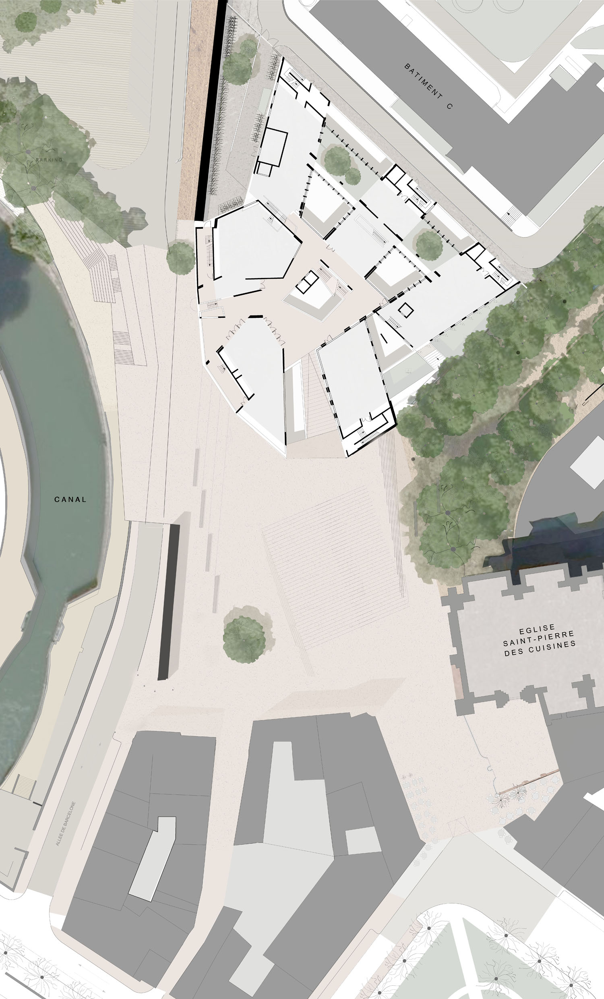 BATIMENT C
PARKING
CANAL
EGLISE
SAINT-PIERRE
DES CUISINES
ALLEE DE BARCELONE